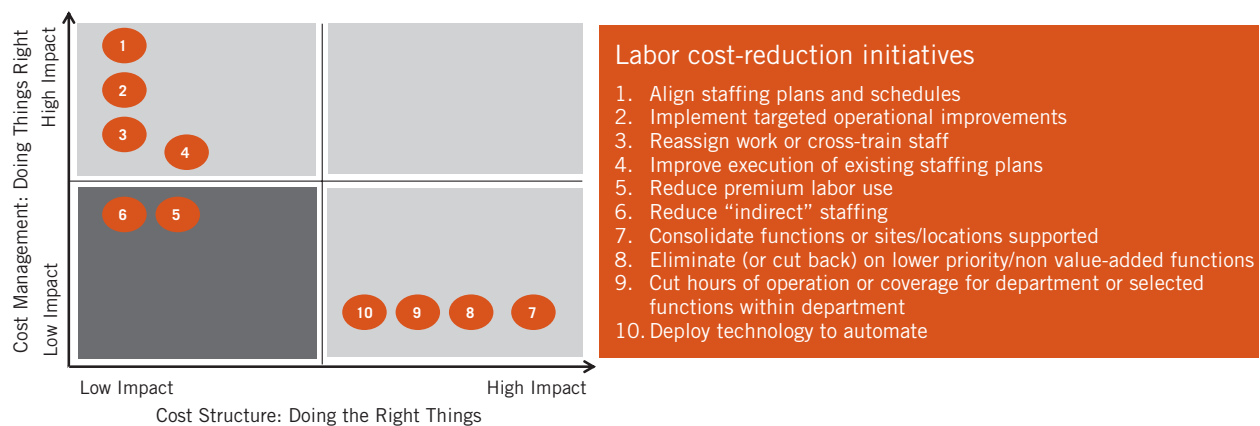 Cost Management: Doing Things Right
High Impact
Low Impact
1
2
3
4
6
5
10
9
8
7
Low Impact
High Impact
Cost Structure: Doing the Right Things
Labor cost-reduction initiatives
1. Align staffing plans and schedules
2. Implement targeted operational improvements
3. Reassign work or cross-train staff
4. Improve execution of existing staffing plans
5. Reduce premium labor use
6. Reduce “indirect” staffing
7. Consolidate functions or sites/locations supported
8. Eliminate (or cut back) on lower priority/non value-added functions
9. Cut hours of operation or coverage for department or selected
functions within department
10. Deploy technology to automate